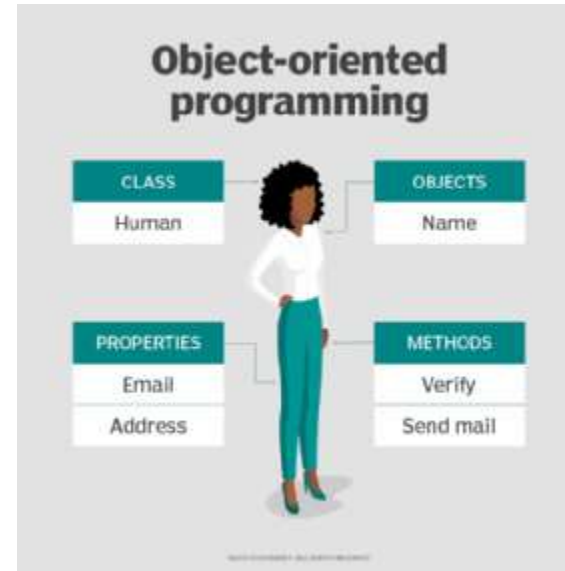 Object-oriented
programming
CLASS
Human
OBJECTS
Name
PROPERTIES
Email
Address
METHODS
Verify
Send mail